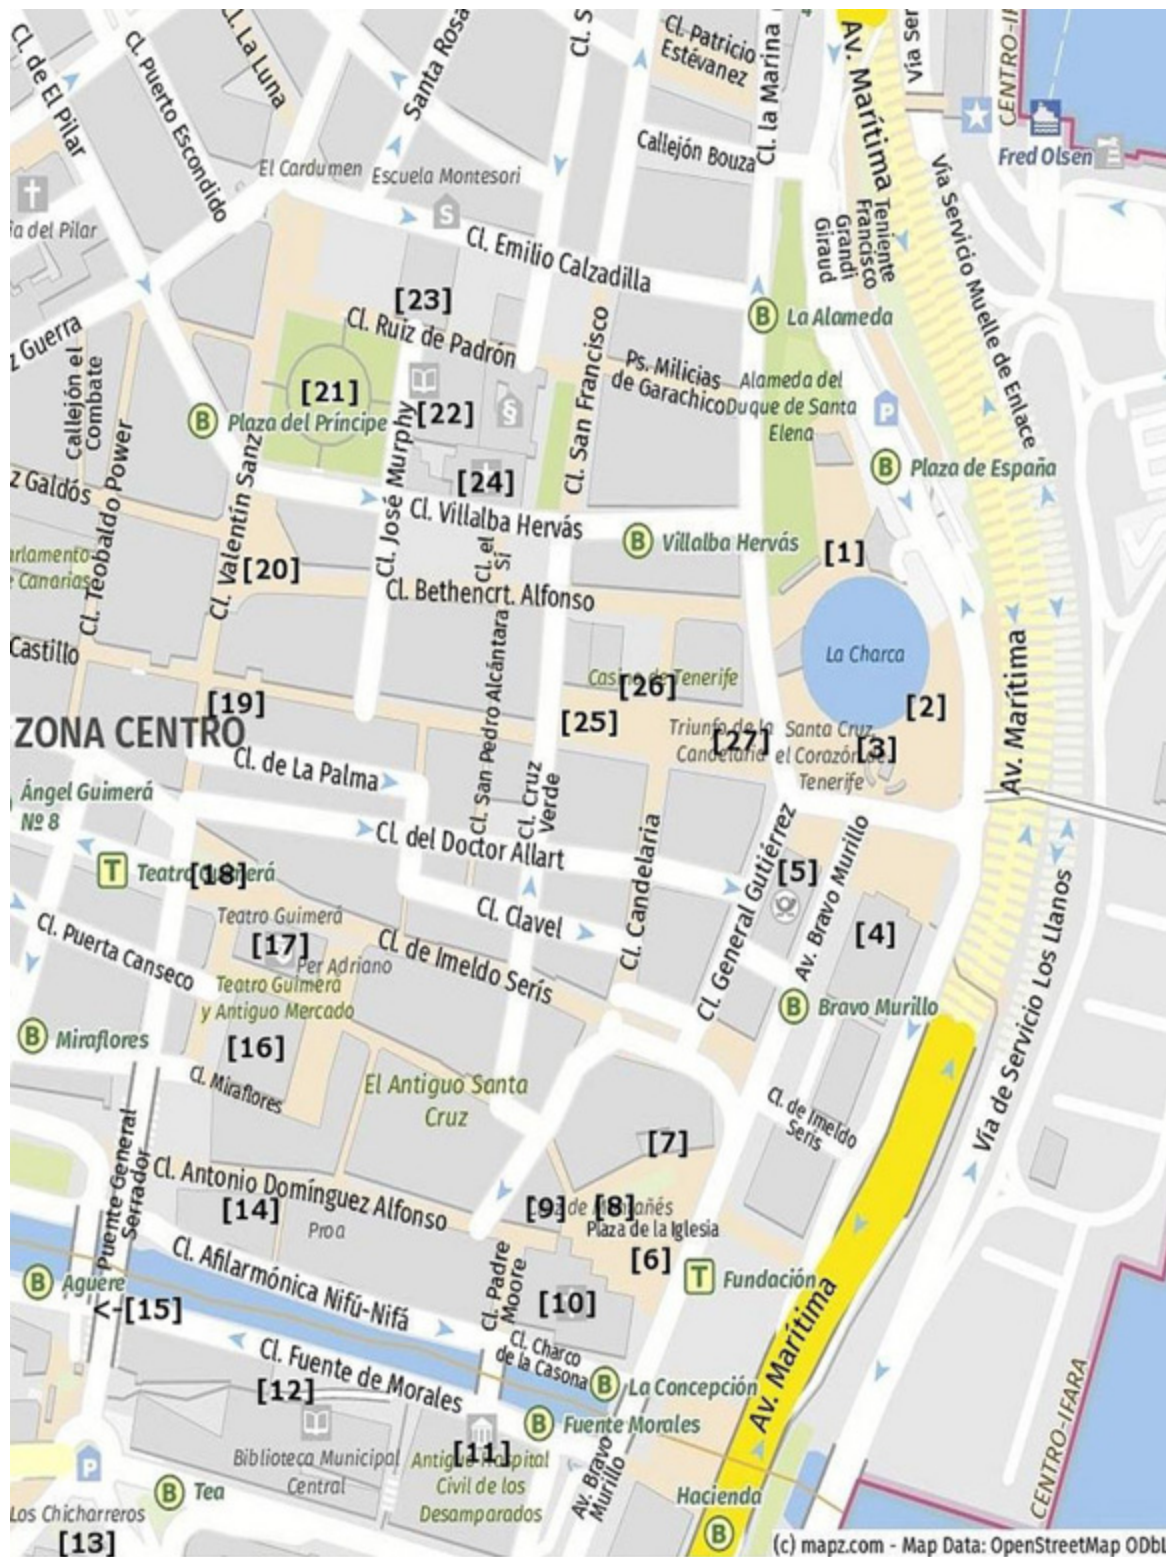 Cl. de El Pilar
Cl. Puerto Escondido
Cl. La Luna
Santa Rosa
Cl. S
Cl. Patricio
Estévanez
Cl. la Marina
Av. Marítima
Vía Ser
CENTRO-IF
Fred Olsen
Callejón Bouza
El Cardumen
Escuela Montesori
S
ia del Pilar
Cl. Emilio Calzadilla
Teniente
Francisco
Grandi
Giraud
Vía Servicio Muelle de Enlace
[23]
Cl. Ruiz de Padrón
B La Alameda
z Guerra
Callejón el
Combate
Cl. San Francisco
Ps. Milicias
de Garachico
Alameda del
Duque de Santa
Elena
P
[21]
[22]
§
B Plaza del Príncipe
Cl. José Murphy
Cl. Valentín Sanz
Cl. Teobaldo Power
B Plaza de España
z Galdós
[24]
Cl. Villalba Hervás
B Villalba Hervás
[1]
arlamento
e Canarias
[20]
Cl. el
Sí
Cl. Bethencrt. Alfonso
Castillo
Cl. San Pedro Alcántara
La Charca
Av. Marítima
Casino de Tenerife
[26]
[19]
[25]
[2]
ZONA CENTRO
Triunfo de la
Candelaria
[27]
Santa Cruz,
el Corazón de
Tenerife
[3]
Cl. de La Palma
Cl. Cruz
Verde
Ángel Guimerá
Nº 8
Cl. del Doctor Allart
Cl. Candelaria
Cl. General Gutiérrez
Av. Bravo Murillo
[5]
T Teatro Guimerá
[18]
Teatro Guimerá
Cl. Clavel
[4]
Cl. Puerta Canseco
[17]
Per Adriano
Cl. de Imeldo Serís
Teatro Guimerá
y Antiguo Mercado
B Bravo Murillo
Vía de Servicio Los Llanos
B Miraflores
[16]
Cl. Miraflores
El Antiguo Santa
Cruz
Cl. de Imeldo
Serís
[7]
Puente General
Serrador
Cl. Antonio Domínguez Alfonso
[14]
Proa
[9]
[8]
Plaza de la Iglesia
[6]
T Fundación
Cl. Afilarmónica Nifú-Nifá
Cl. Padre
Moore
B Aguere
<-[15]
[10]
Av. Marítima
Cl. Charco
de la Casona
Cl. Fuente de Morales
[12]
B La Concepción
B Fuente Morales
CENTRO-IFARA
Biblioteca Municipal
Central
Antiguo Hospital
Civil de los
Desamparados
[11]
Av. Bravo
Murillo
P
B Tea
Hacienda
B
Los Chicharreros
[13]
(c) mapz.com - Map Data: OpenStreetMap ODbL